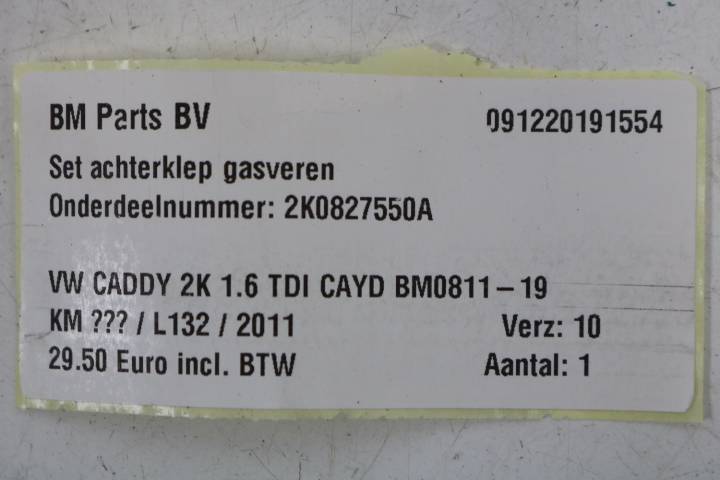 BM Parts BV 091220191554
Set achterklep gasveren
Onderdeelnummer: 2K0827550A
VW CADDY 2K 1.6 TDI CAYD BM0811-19
KM ??? / L132 / 2011 Verz: 10
29.50 Euro incl. BTW Aantal: 1